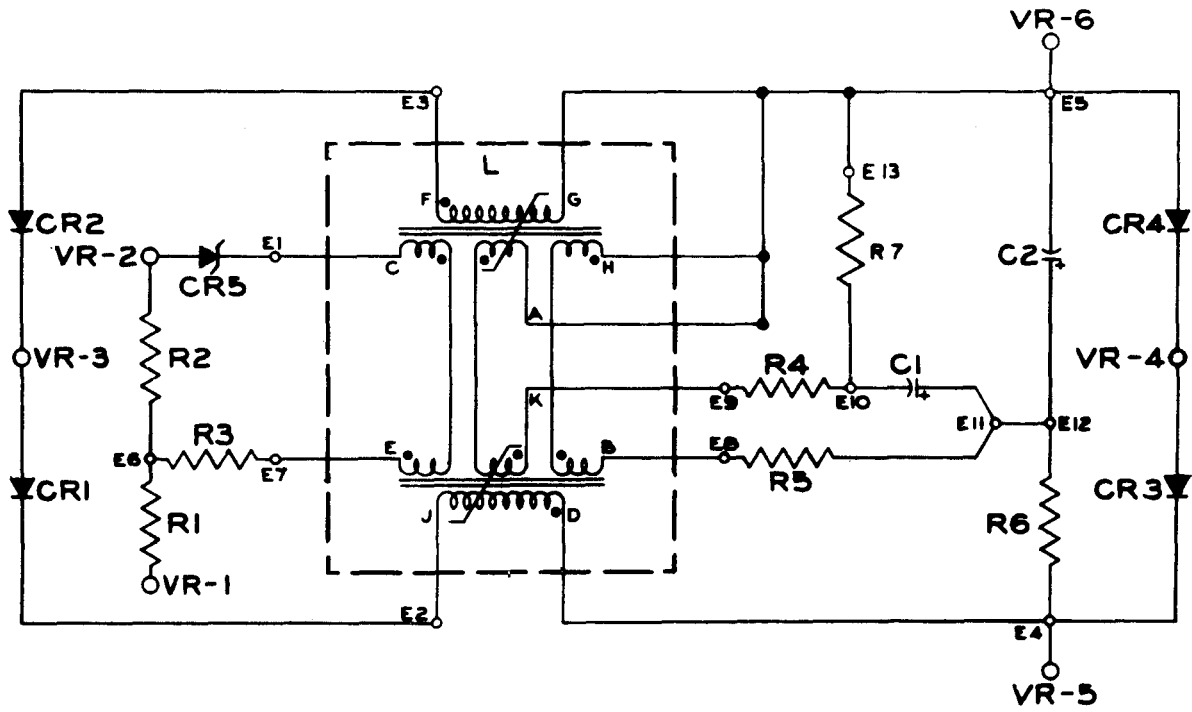 VR-6
E3
E5
L
E 13
F
G
CR2
CR4
VR-2
E1
R7
C2
+
CR5
C
H
A
R2
VR-3
VR-4
R4
C1
K
+
E9
E10
R3
E11
E12
E6
E7
E
B
E8
R5
CR1
CR3
R1
R6
J
D
VR-1
E2
E4
VR-5